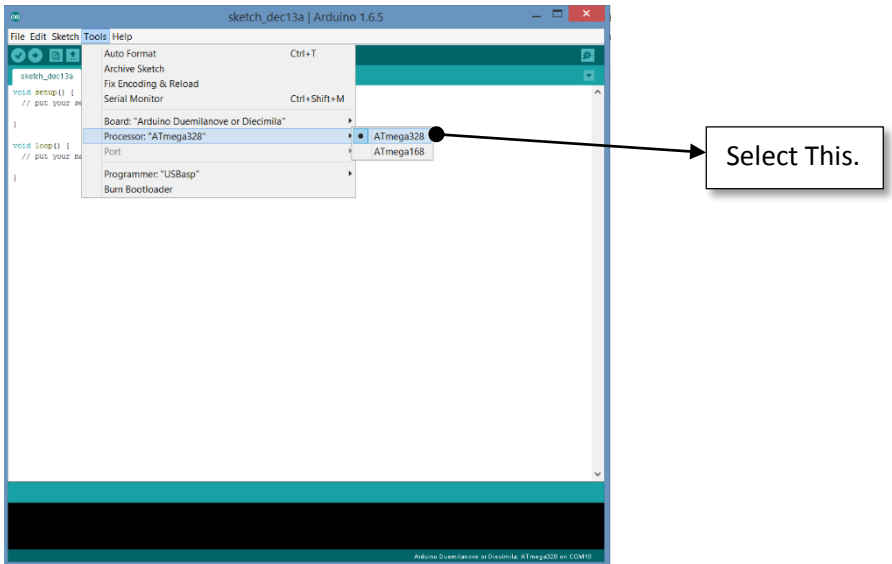 sketch_dec13a | Arduino 1.6.5
File Edit Sketch Tools Help
sketch_dec13a
void setup() {
// put your se
}
void loop() {
// put your ma
}
Auto Format Ctrl+T
Archive Sketch
Fix Encoding & Reload
Serial Monitor Ctrl+Shift+M
Board: "Arduino Duemilanove or Diecimila"
Processor: "ATmega328"
Port
Programmer: "USBasp"
Burn Bootloader
ATmega328
ATmega168
Select This.
Arduino Duemilanove or Diecimila, ATmega328 on COM10